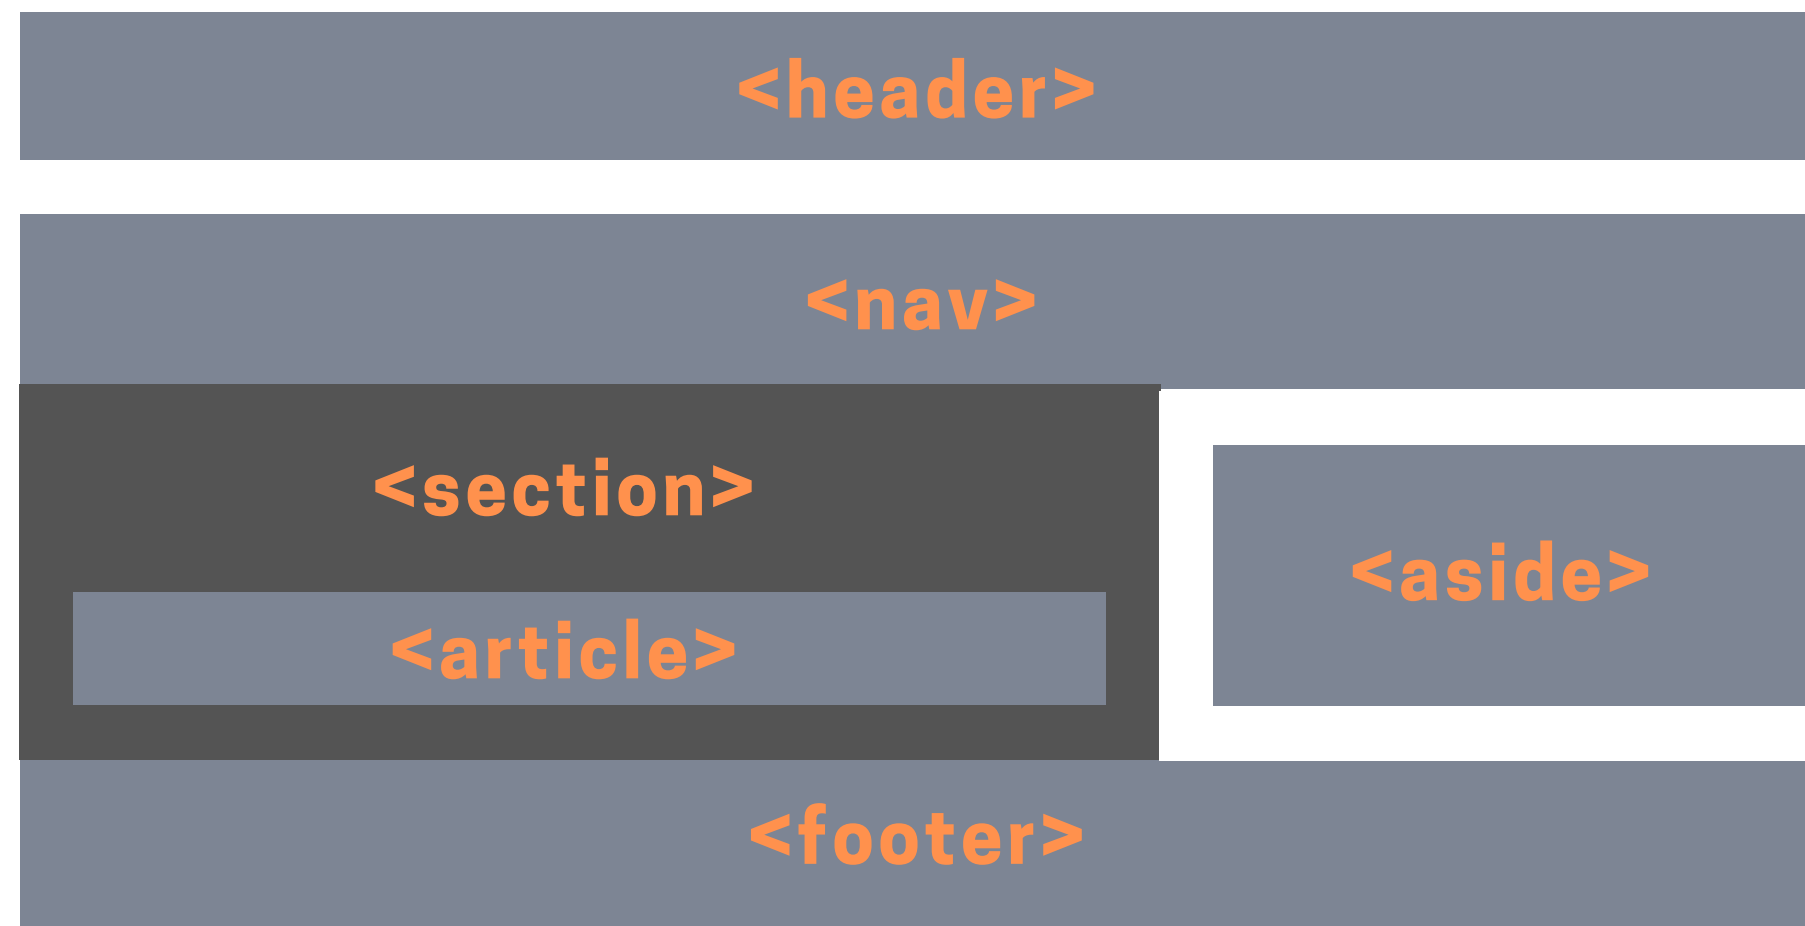 <header>
<nav>
<section>
<article>
<aside>
<footer>